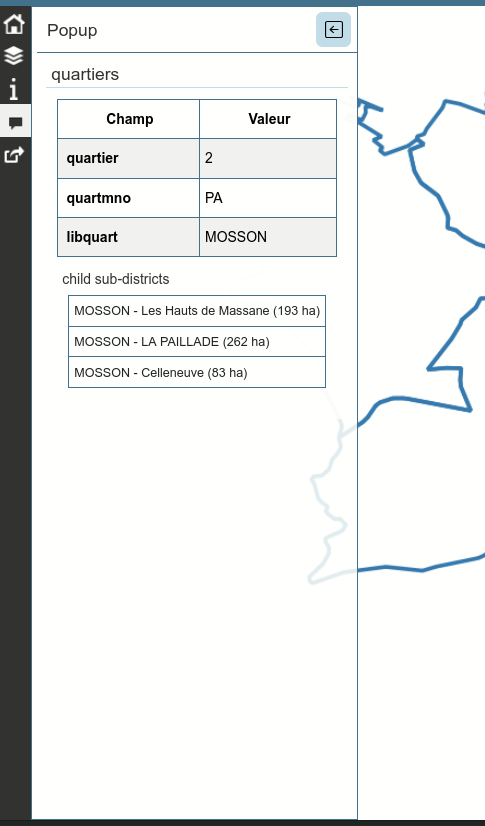 Popup
quartiers
Champ Valeur
quartier 2
quartmno PA
libquart MOSSON
child sub-districts
MOSSON - Les Hauts de Massane (193 ha)
MOSSON - LA PAILLADE (262 ha)
MOSSON - Celleneuve (83 ha)